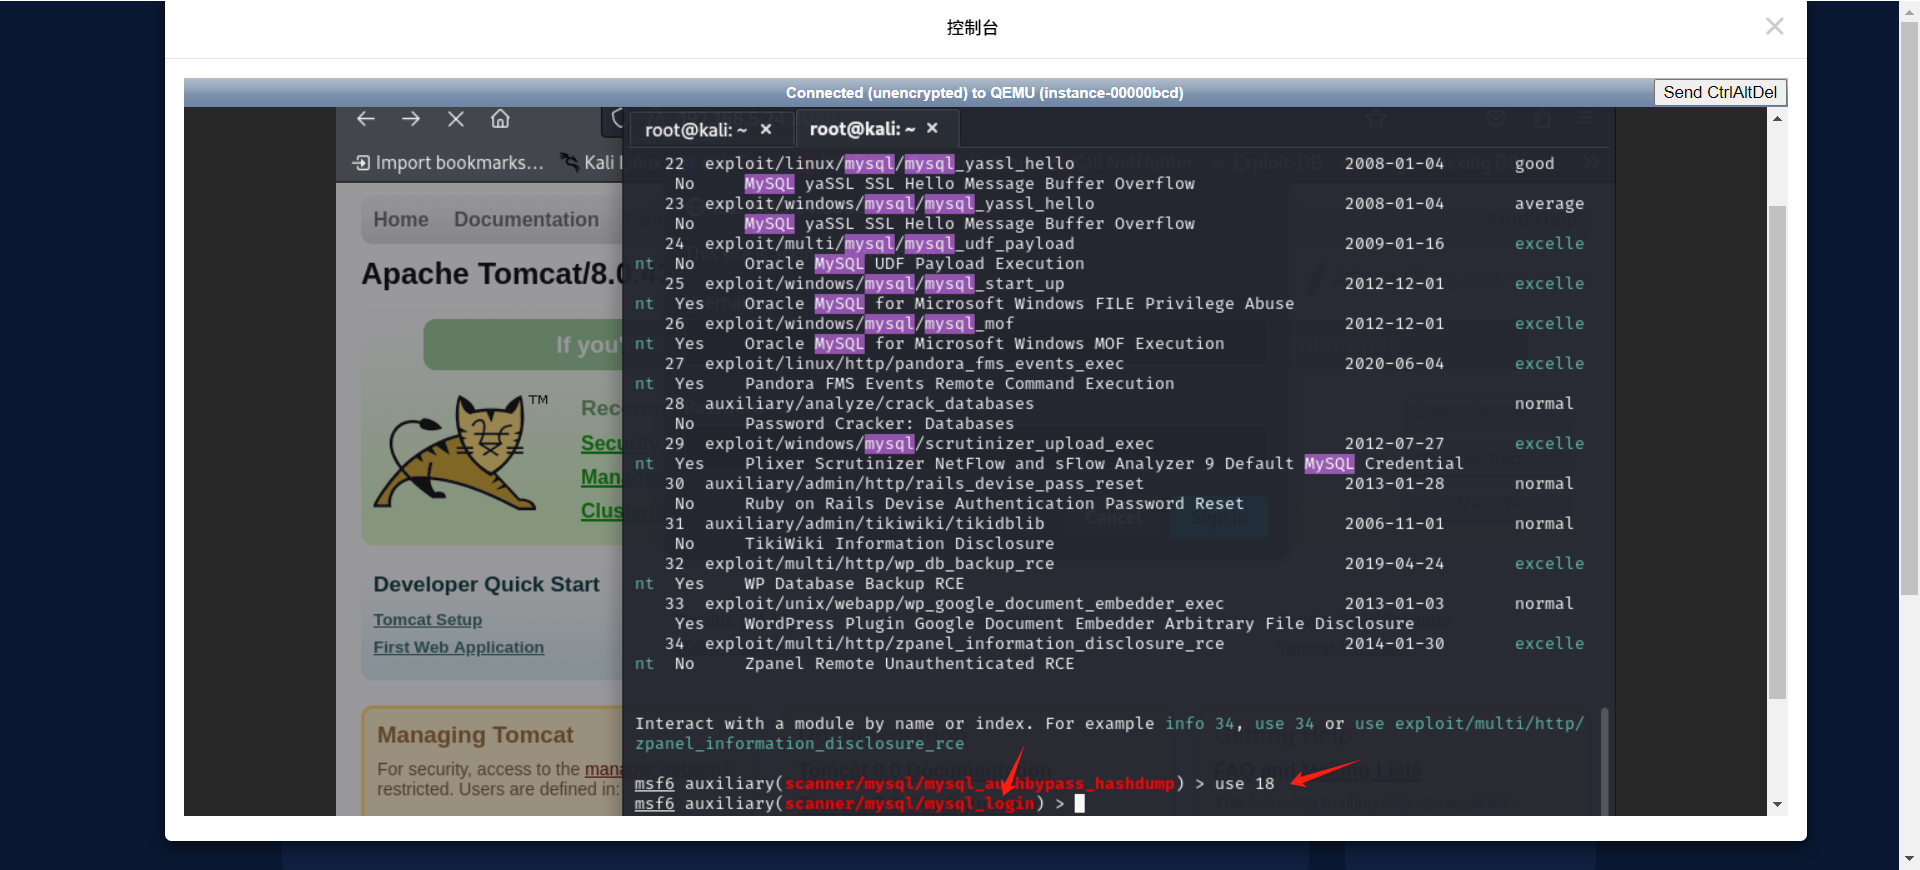 控制台
Connected (unencrypted) to QEMU (instance-00000bcd)
Send CtrlAltDel
root@kali: ~ ×
root@kali: ~ ×
Import bookmarks...
Kali
Home Documentation
Apache Tomcat/8.0
If you'
TM
Reco
Secu
Mana
Clus
Developer Quick Start
Tomcat Setup
First Web Application
Managing Tomcat
For security, access to the
restricted. Users are defined in:
22 exploit/linux/mysql/mysql_yassl_hello 2008-01-04 good
No MySQL yaSSL SSL Hello Message Buffer Overflow
23 exploit/windows/mysql/mysql_yassl_hello 2008-01-04 average
No MySQL yaSSL SSL Hello Message Buffer Overflow
24 exploit/multi/mysql/mysql_udf_payload 2009-01-16 excelle
nt No Oracle MySQL UDF Payload Execution
25 exploit/windows/mysql/mysql_start_up 2012-12-01 excelle
nt Yes Oracle MySQL for Microsoft Windows FILE Privilege Abuse
26 exploit/windows/mysql/mysql_mof 2012-12-01 excelle
nt Yes Oracle MySQL for Microsoft Windows MOF Execution
27 exploit/linux/http/pandora_fms_events_exec 2020-06-04 excelle
nt Yes Pandora FMS Events Remote Command Execution
28 auxiliary/analyze/crack_databases normal
No Password Cracker: Databases
29 exploit/windows/mysql/scrutinizer_upload_exec 2012-07-27 excelle
nt Yes Plixer Scrutinizer NetFlow and sFlow Analyzer 9 Default MySQL Credential
30 auxiliary/admin/http/rails_devise_pass_reset 2013-01-28 normal
No Ruby on Rails Devise Authentication Password Reset
31 auxiliary/admin/tikiwiki/tikidblib 2006-11-01 normal
No TikiWiki Information Disclosure
32 exploit/multi/http/wp_db_backup_rce 2019-04-24 excelle
nt Yes WP Database Backup RCE
33 exploit/unix/webapp/wp_google_document_embedder_exec 2013-01-03 normal
Yes WordPress Plugin Google Document Embedder Arbitrary File Disclosure
34 exploit/multi/http/zpanel_information_disclosure_rce 2014-01-30 excelle
nt No Zpanel Remote Unauthenticated RCE
Interact with a module by name or index. For example info 34, use 34 or use exploit/multi/http/
zpanel_information_disclosure_rce
msf6 auxiliary(scanner/mysql/mysql_authbypass_hashdump) > use 18
msf6 auxiliary(scanner/mysql/mysql_login) >